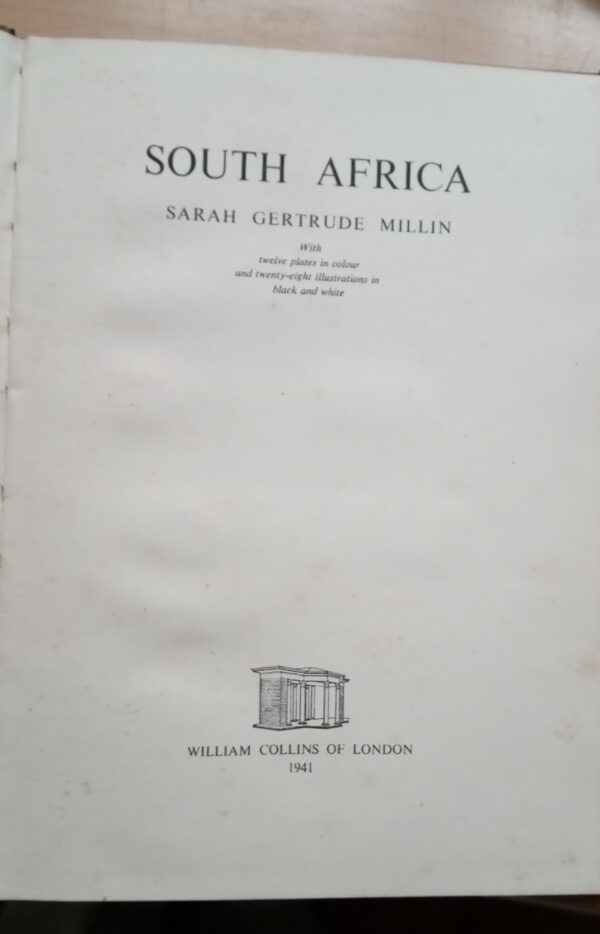 SOUTH AFRICA
SARAH GERTRUDE MILLIN
With
twelve plates in colour
and twenty-eight illustrations in
black and white
WILLIAM COLLINS OF LONDON
1941